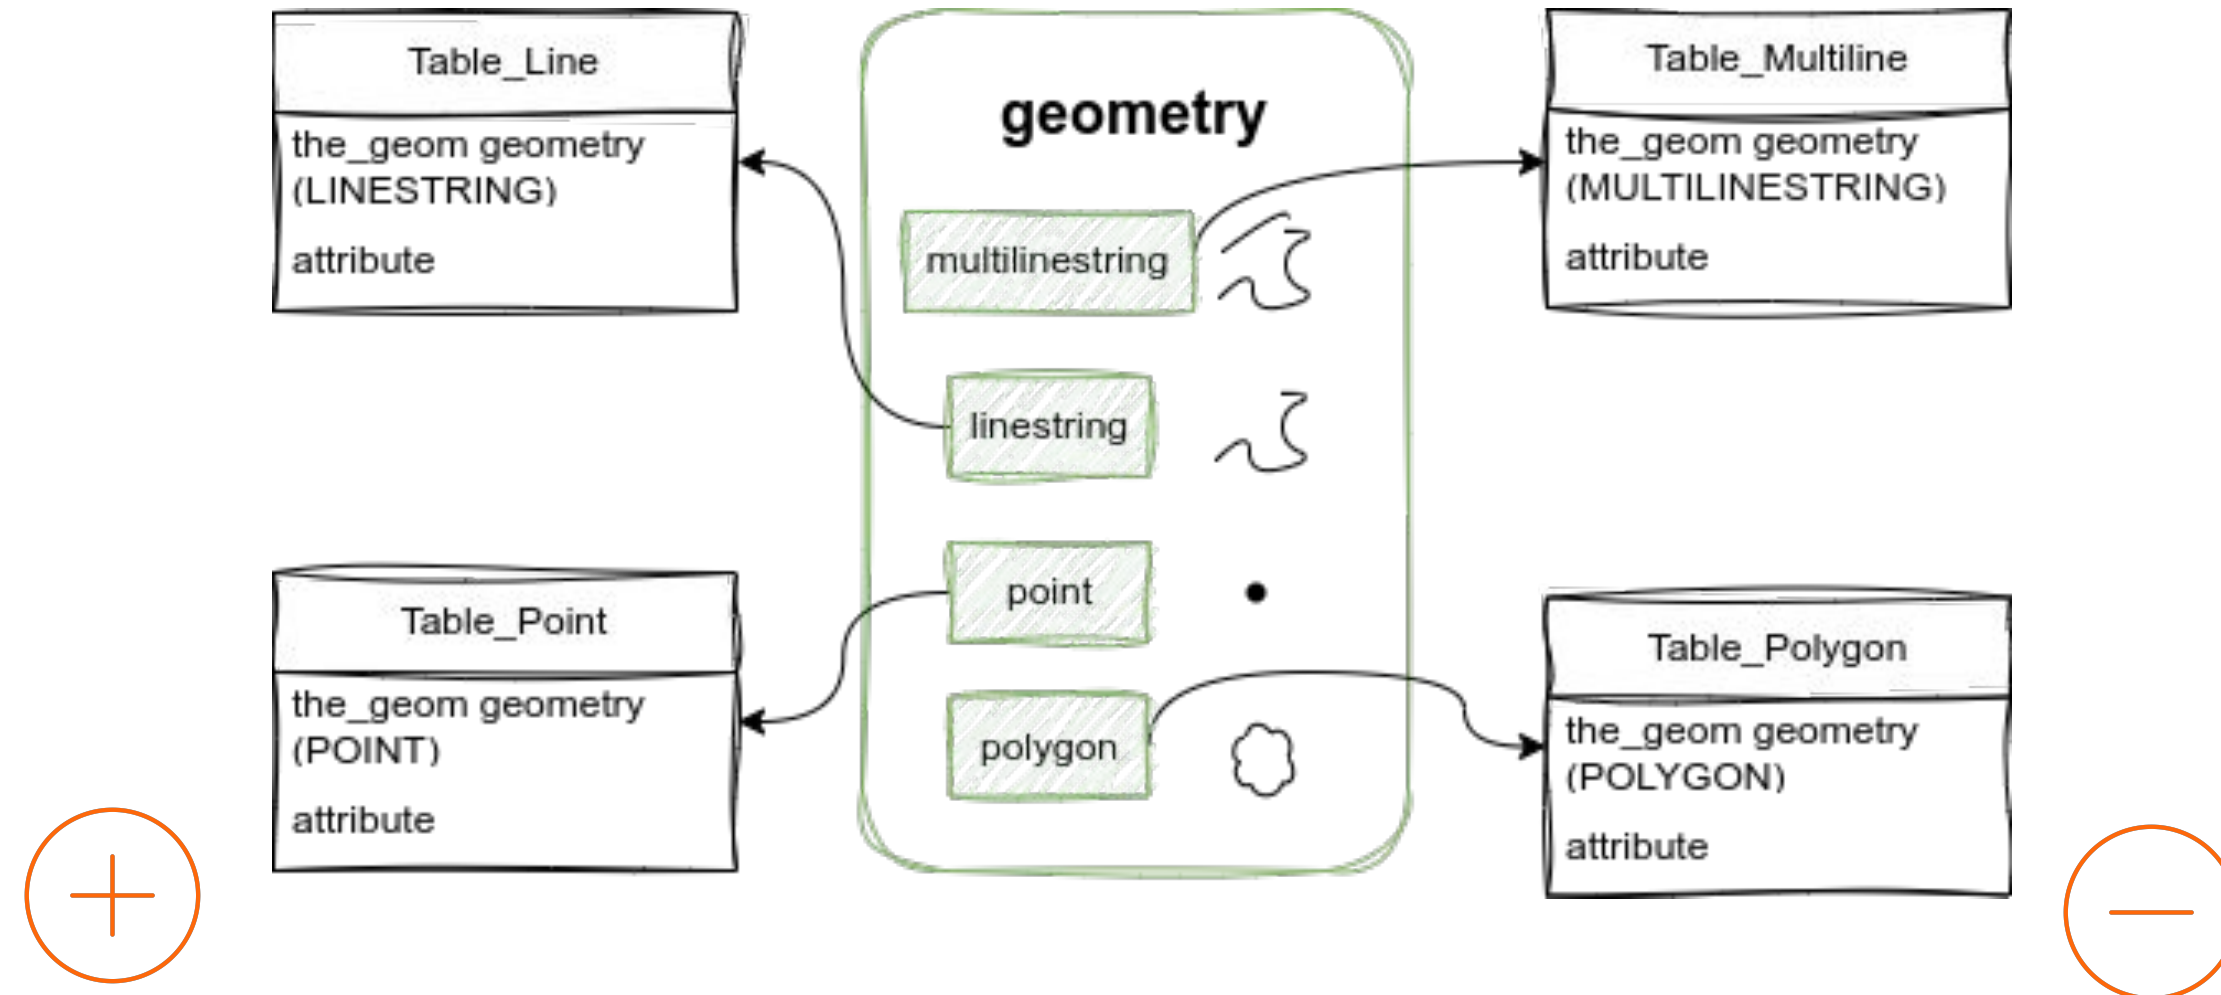 Table_Line
the_geom geometry
(LINESTRING)
attribute
geometry
multilinestring
linestring
point
polygon
Table_Multiline
the_geom geometry
(MULTILINESTRING)
attribute
Table_Point
the_geom geometry
(POINT)
attribute
Table_Polygon
the_geom geometry
(POLYGON)
attribute